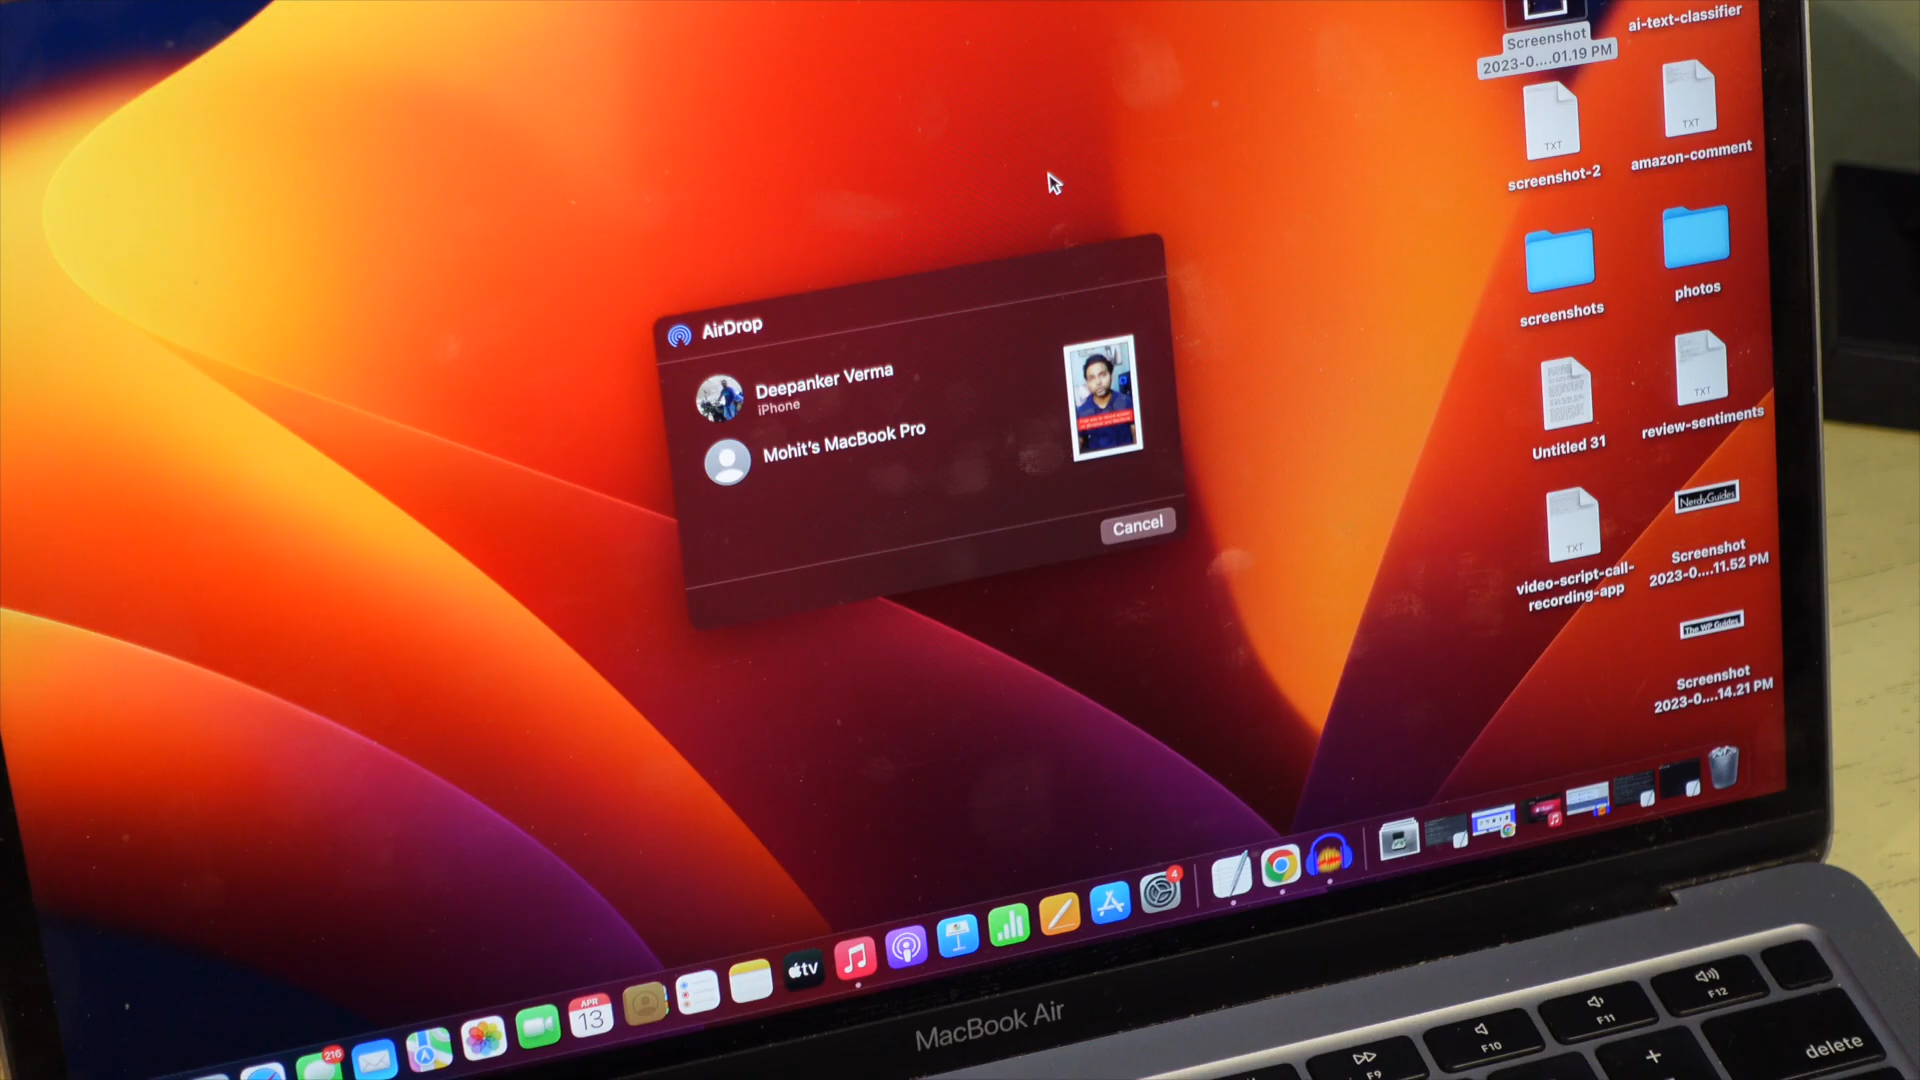 ai-text-classifier
Screenshot
2023-0....01.19 PM
TXT
screenshot-2
TXT
amazon-comment
screenshots
photos
AirDrop
Deepanker Verma
iPhone
Mohit's MacBook Pro
Cancel
Untitled 31
TXT
review-sentiments
TXT
video-script-call-
recording-app
NerdyGuides
Screenshot
2023-0....11.52 PM
The WP Guides
Screenshot
2023-0....14.21 PM
216
APR
13
tv
4
MacBook Air
F9
F10
F11
F12
+
delete